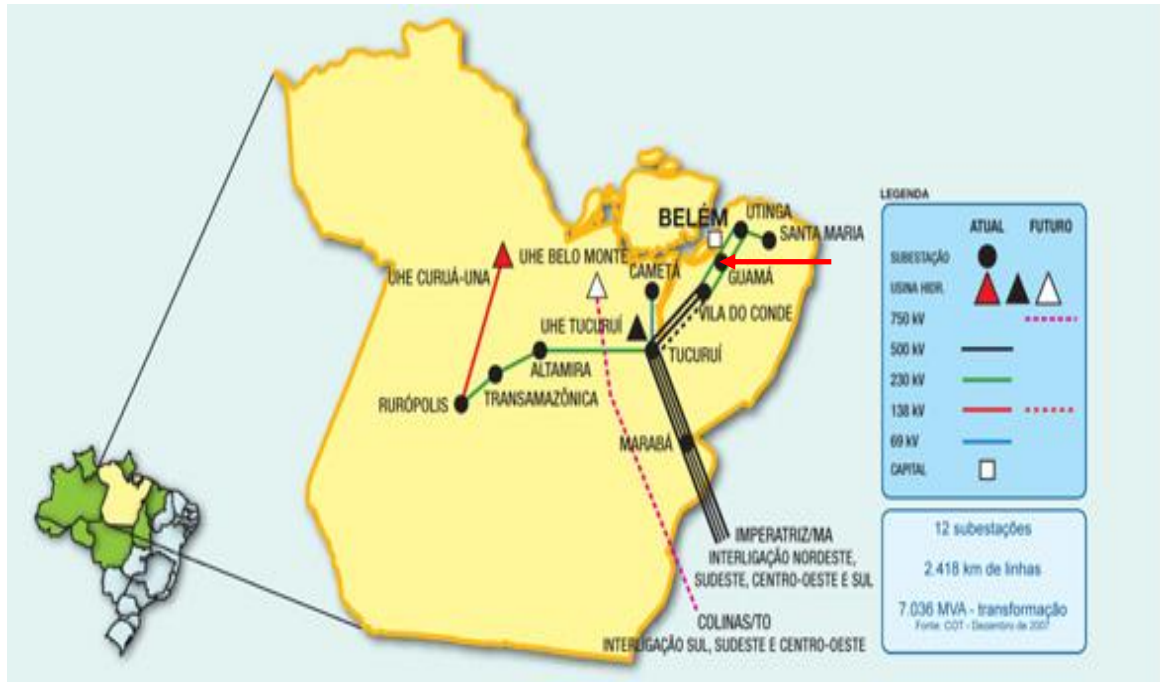 BELÉM
UTINGA
SANTA MARIA
UHE BELO MONTE
UHE CURUÁ-UNA
CAMETÁ
GUAMÁ
VILA DO CONDE
UHE TUCURUÍ
TUCURUÍ
ALTAMIRA
TRANSAMAZÔNICA
RURÓPOLIS
MARABÁ
IMPERATRIZ/MA
INTERLIGAÇÃO NORDESTE,
SUDESTE, CENTRO-OESTE E SUL
COLINAS/TO
INTERLIGAÇÃO SUL, SUDESTE E CENTRO-OESTE
LEGENDA
ATUAL FUTURO
SUBESTAÇÃO
USINA HIDR.
750 kV
500 kV
230 kV
138 kV
69 kV
CAPITAL
12 subestações
2.418 km de linhas
7.036 MVA - transformação
Fonte: COT - Dezembro de 2007